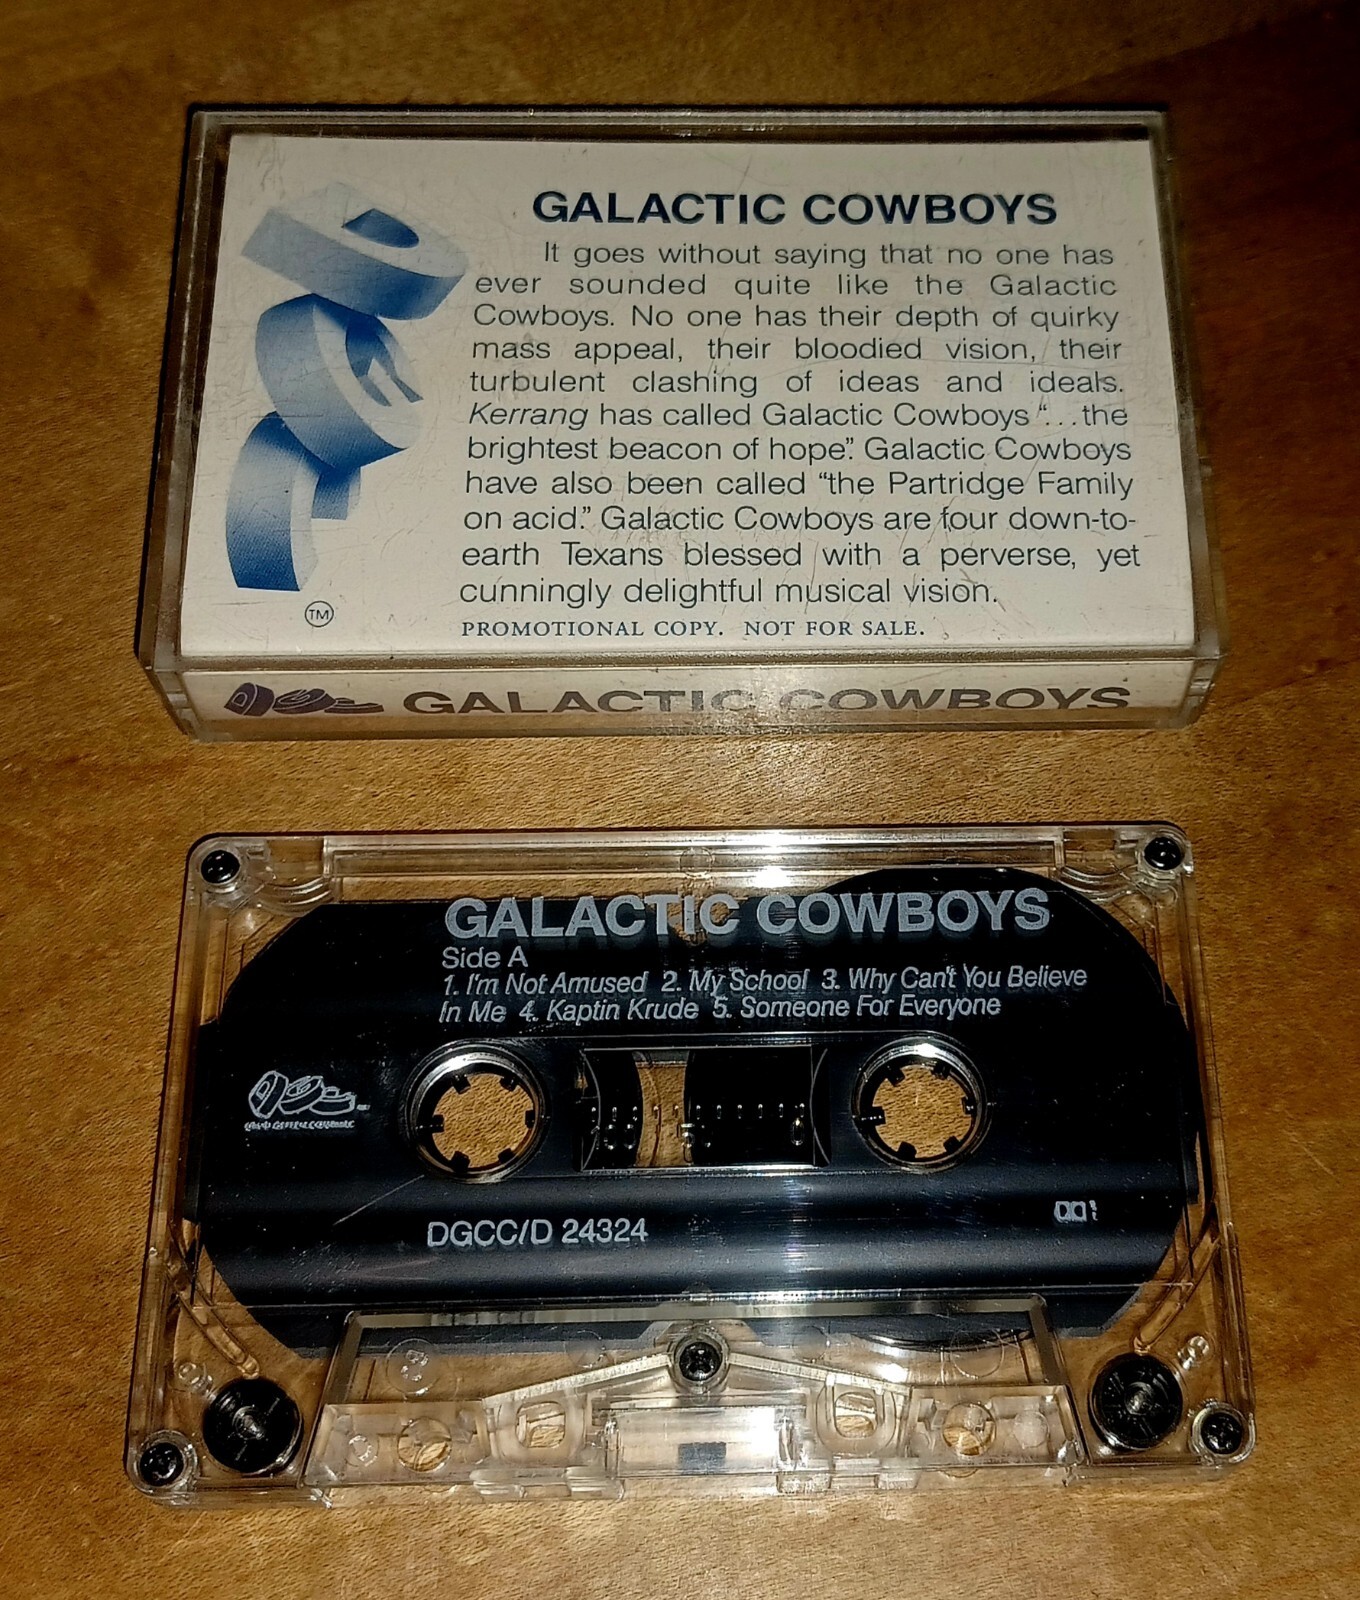 GALACTIC COWBOYS
It goes without saying that no one has
ever sounded quite like the Galactic
Cowboys. No one has their depth of quirky
mass appeal, their bloodied vision, their
turbulent clashing of ideas and ideals.
Kerrang has called Galactic Cowboys “...the
brightest beacon of hope”. Galactic Cowboys
have also been called “the Partridge Family
on acid.” Galactic Cowboys are four down-to-
earth Texans blessed with a perverse, yet
cunningly delightful musical vision.
PROMOTIONAL COPY. NOT FOR SALE.
TM
GALACTIC COWBOYS
GALACTIC COWBOYS
Side A
1. I'm Not Amused 2. My School 3. Why Can't You Believe
In Me 4. Kaptin Krude 5. Someone For Everyone
DGCC/D 24324